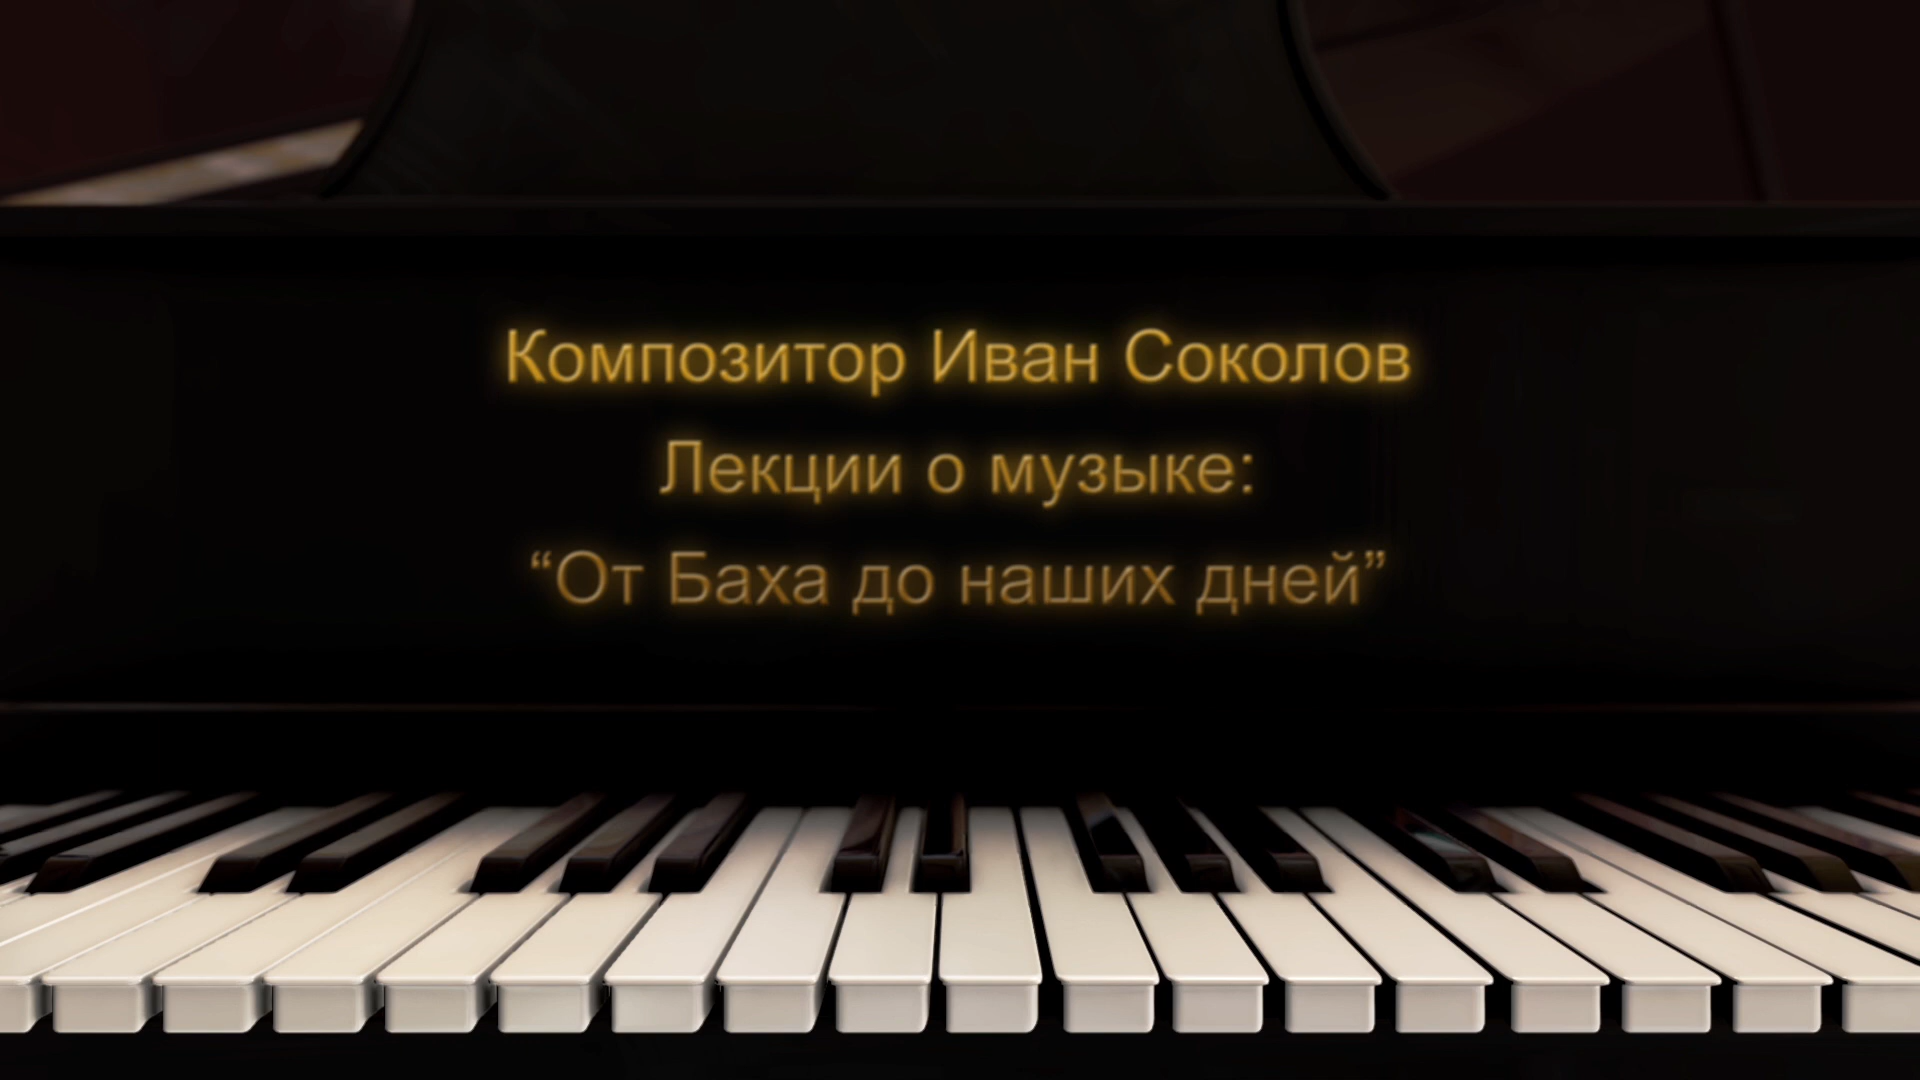 Композитор Иван Соколов
Лекции о музыке:
“От Баха до наших дней”